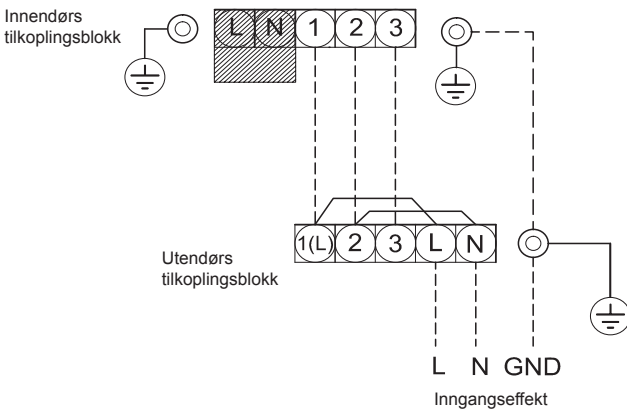 Innendørs
tilkoplingsblokk
L N 1 2 3
1(L) 2 3 L N
Utendørs
tilkoplingsblokk
L N GND
Inngangseffekt